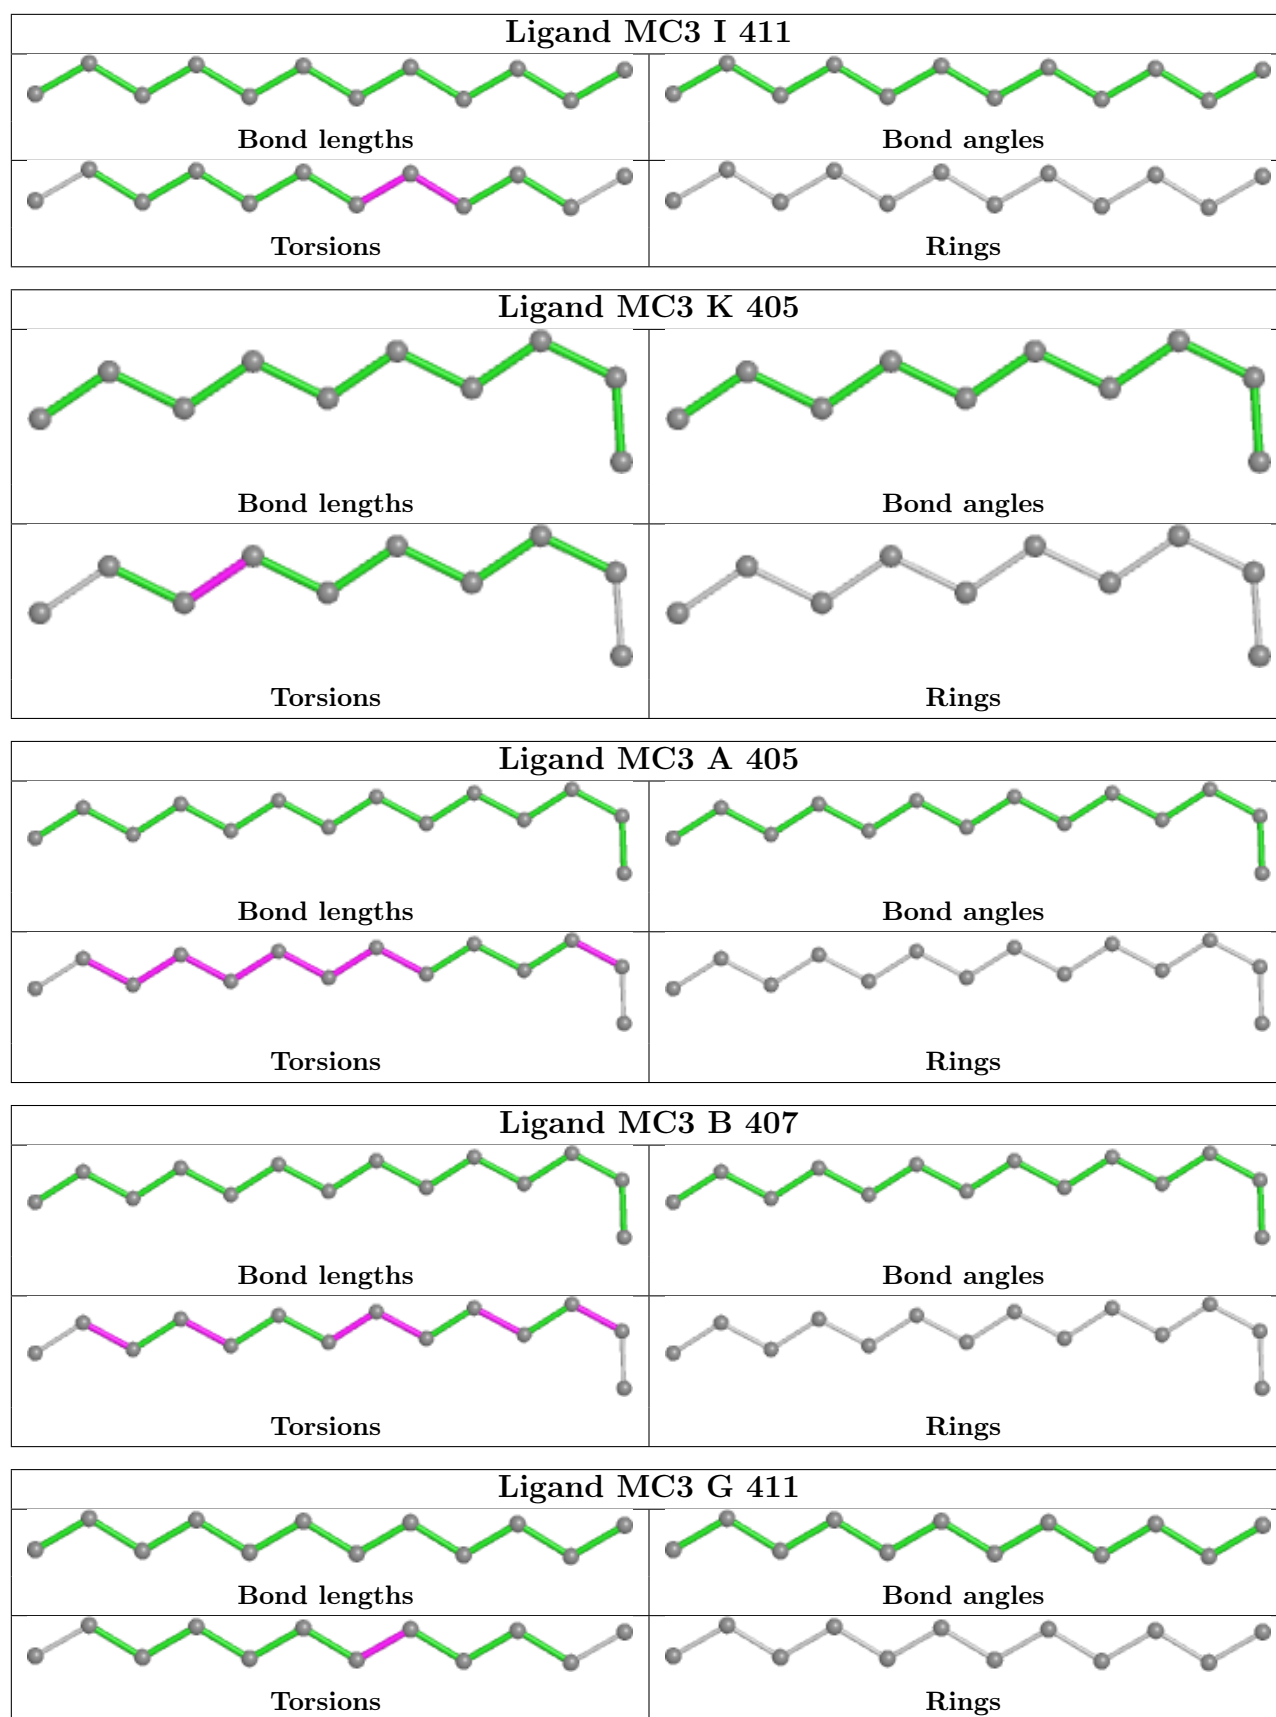 Ligand MC3 I 411
Bond lengths
Bond angles
Torsions
Rings
Ligand MC3 K 405
Bond lengths
Bond angles
Torsions
Rings
Ligand MC3 A 405
Bond lengths
Bond angles
Torsions
Rings
Ligand MC3 B 407
Bond lengths
Bond angles
Torsions
Rings
Ligand MC3 G 411
Bond lengths
Bond angles
Torsions
Rings